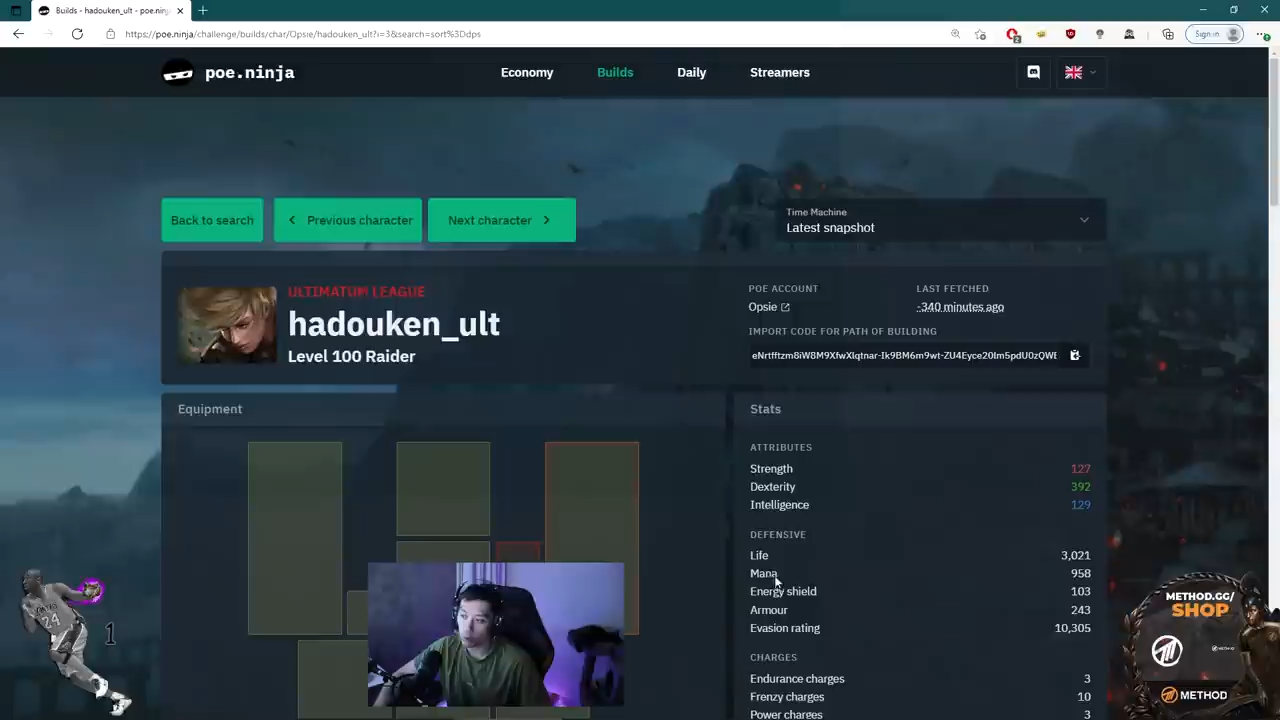 Builds - hadouken_ult - poe.ninj
https://poe.ninja/challenge/builds/char/Opsie/hadouken_ult?i=3&search=sort%3Ddps
Sign in
poe.ninja
Economy
Builds
Daily
Streamers
Back to search
Previous character
Next character
Time Machine
Latest snapshot
ULTIMATUM LEAGUE
hadouken_ult
Level 100 Raider
POE ACCOUNT
Opsie
LAST FETCHED
~340 minutes ago
IMPORT CODE FOR PATH OF BUILDING
Equipment
Stats
ATTRIBUTES
Strength 127
Dexterity 392
Intelligence 129
DEFENSIVE
Life 3,021
Mana 958
Energy shield 103
Armour 243
Evasion rating 10,305
CHARGES
Endurance charges 3
Frenzy charges 10
Power charges 3
24
1
METHOD.GG/
SHOP
METHOD